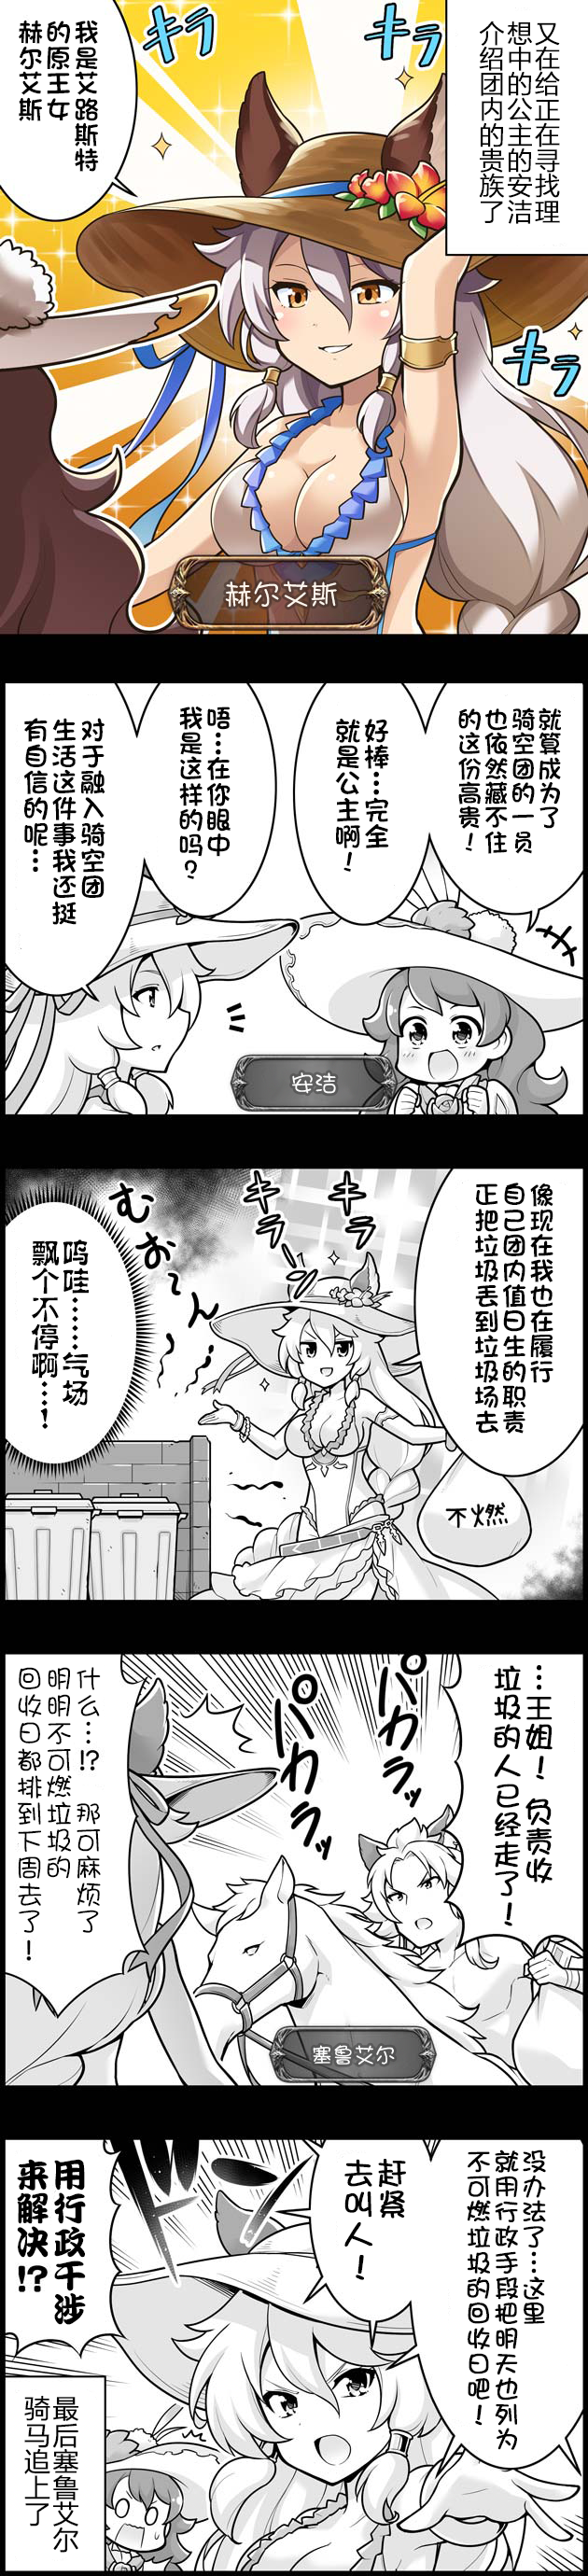 又在给正在寻找理
想中的公主的安洁
介绍团内的贵族了
キラ
キラ
キラ
我是艾路斯特
的原王女
赫尔艾斯
赫尔艾斯
就算成为了
骑空团的一员
也依然藏不住
的这份高贵！
好棒…完全
就是公主啊！
唔…在你眼中
我是这样的吗？
对于融入骑空团
生活这件事我还挺
有自信的呢…
安洁
像现在我也在履行
自己团内值日生的职责
正把垃圾丢到垃圾场去
キラ
キラーン
むお〜ん
呜哇……气场
飘个不停啊…！
不燃
…王姐！负责收
垃圾的人已经走了！
パカラッ
パカラッ
什么…!? 那可麻烦了
明明不可燃垃圾的
回收日都排到下周去了！
塞鲁艾尔
没办法了…这里
就用行政手段把明天也列为
不可燃垃圾的回收日吧！
赶紧
去叫人！
用行政干涉
来解决!?
最后塞鲁艾尔
骑马追上了